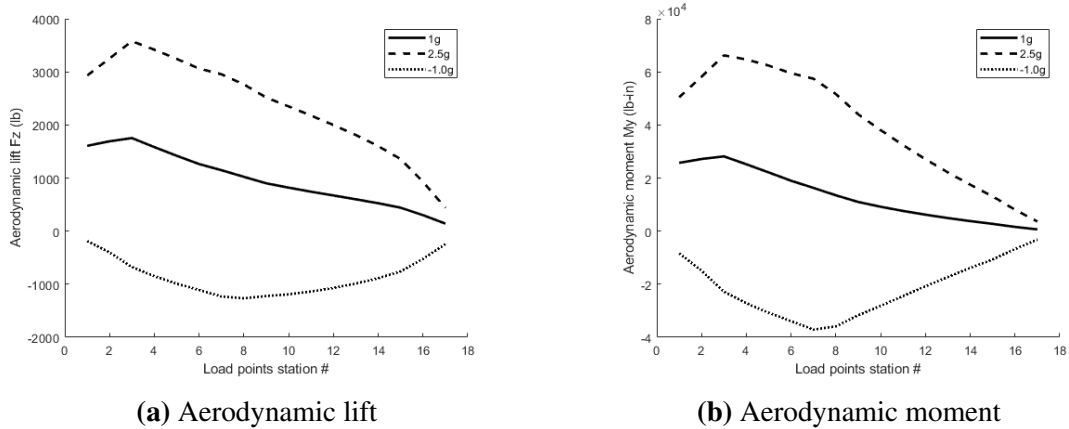 4000
3000
2000
1000
0
-1000
-2000
Aerodynamic lift Fz (lb)
1g
2.5g
-1.0g
0 2 4 6 8 10 12 14 16 18
Load points station #
(a) Aerodynamic lift
×10⁴
8
6
4
2
0
-2
-4
Aerodynamic moment My (lb-in)
1g
2.5g
-1.0g
0 2 4 6 8 10 12 14 16 18
Load points station #
(b) Aerodynamic moment